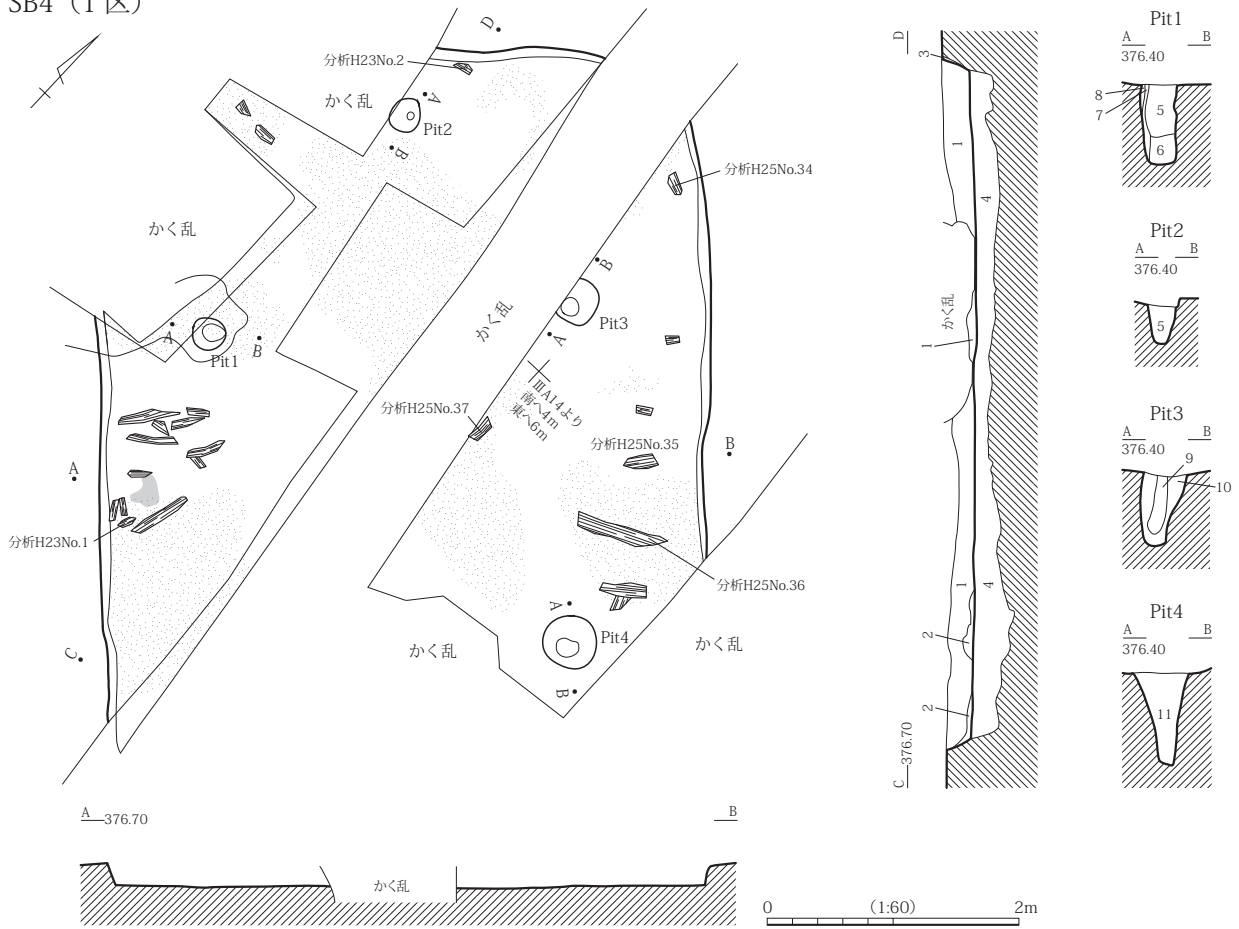 SB4（1区）
D
分析H23No.2
かく乱
A
Pit2
B
分析H25No.34
かく乱
B
Pit3
A
かく乱
A
Pit1
B
ⅢA14より
南へ4m
東へ6m
分析H25No.37
分析H25No.35
B
A
分析H23No.1
分析H25No.36
A
Pit4
B
かく乱
かく乱
C
A 376.70 B
かく乱
0 (1:60) 2m
D
3
1
4
かく乱
1
1
4
2
2
C 376.70
Pit1
A B
376.40
8
7
5
6
Pit2
A B
376.40
5
Pit3
A B
376.40
9
10
Pit4
A B
376.40
11